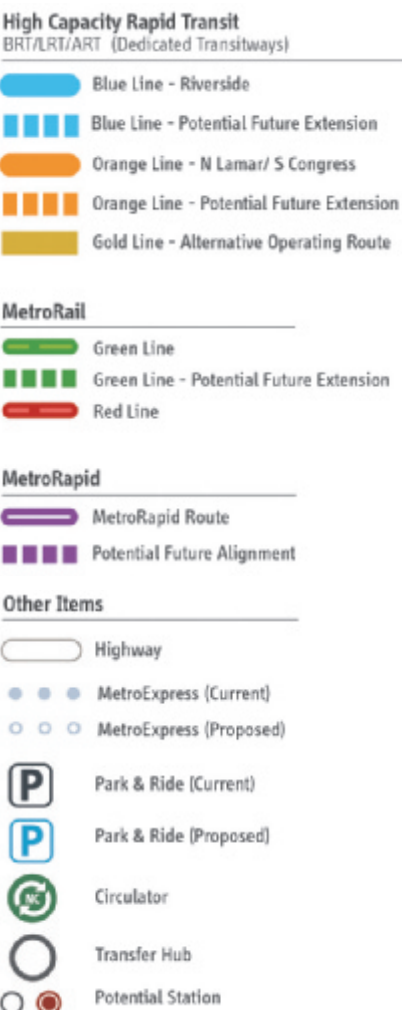 High Capacity Rapid Transit
BRT/LRT/ART (Dedicated Transitways)
Blue Line - Riverside
Blue Line - Potential Future Extension
Orange Line - N Lamar/ S Congress
Orange Line - Potential Future Extension
Gold Line - Alternative Operating Route
MetroRail
Green Line
Green Line - Potential Future Extension
Red Line
MetroRapid
MetroRapid Route
Potential Future Alignment
Other Items
Highway
MetroExpress (Current)
MetroExpress (Proposed)
P Park & Ride (Current)
P Park & Ride (Proposed)
NC Circulator
Transfer Hub
Potential Station